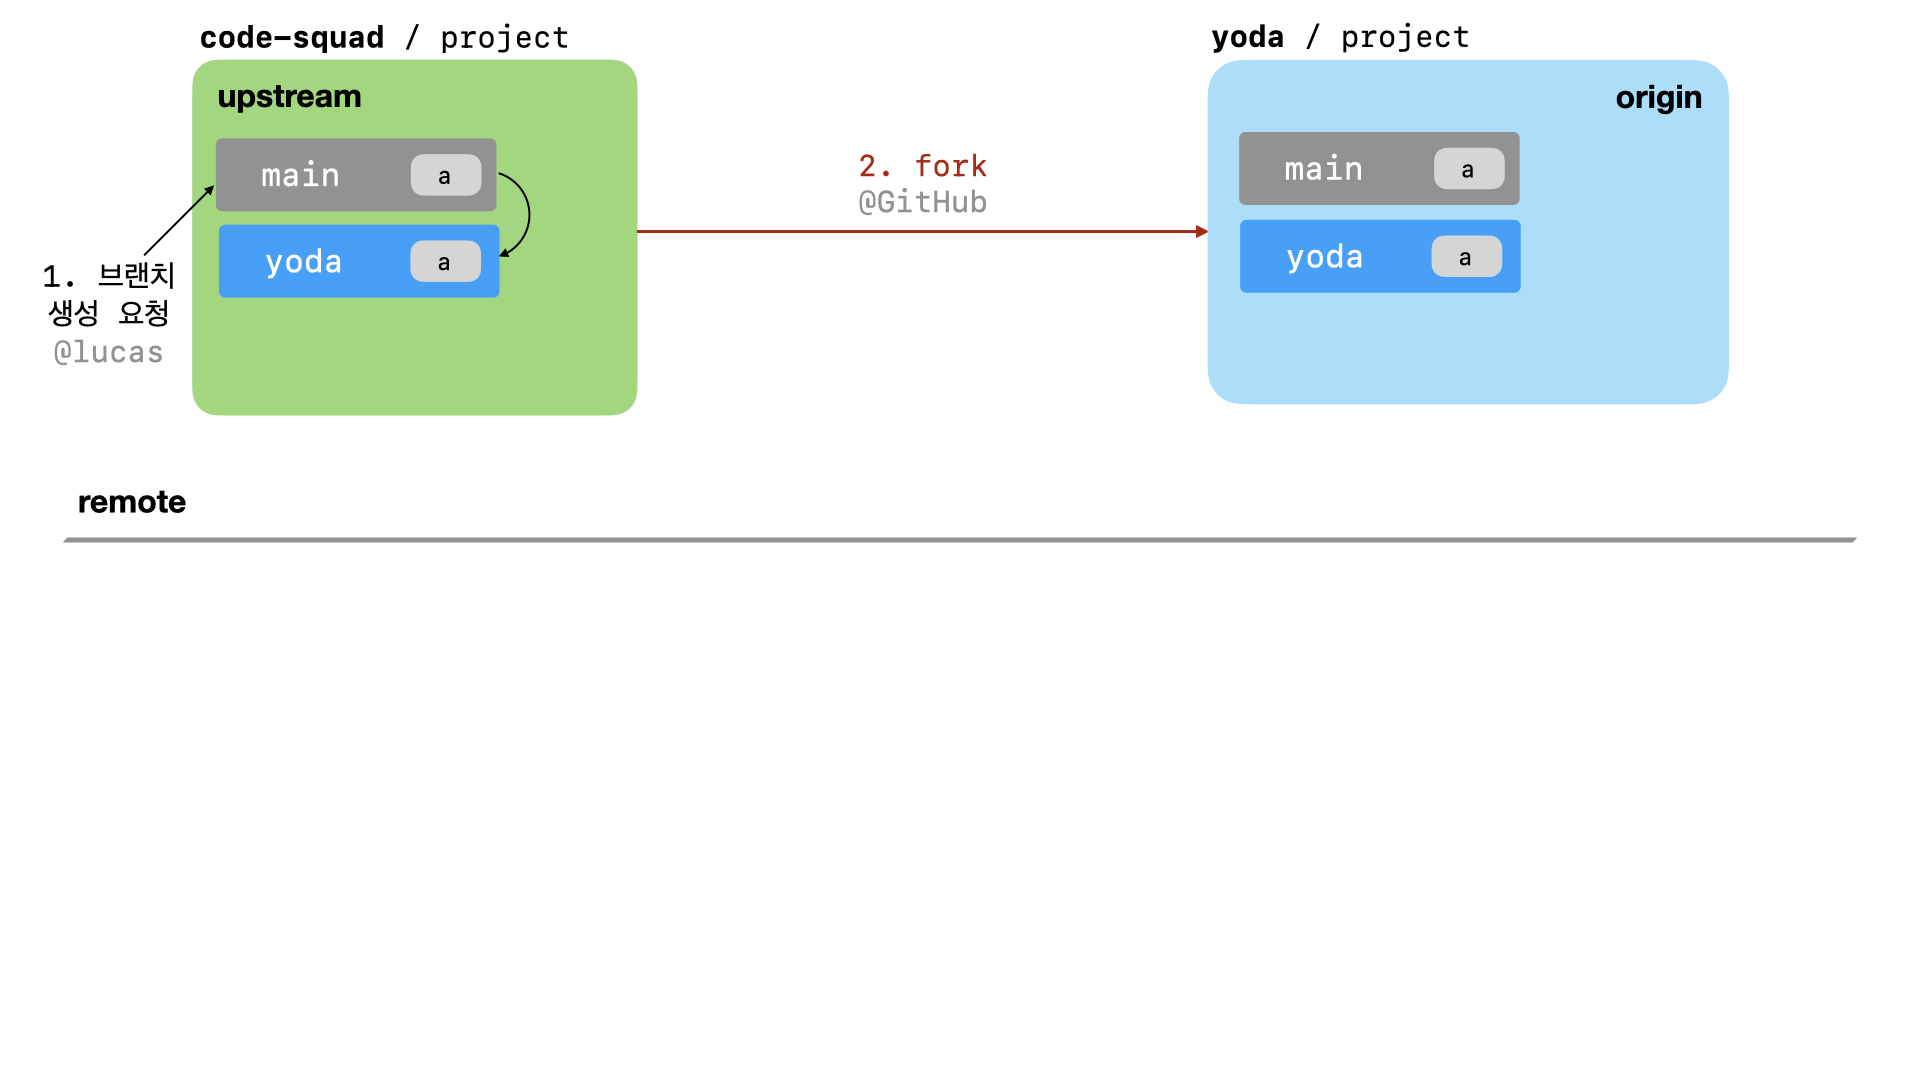 code-squad / project
upstream
main a
yoda a
1. 브랜치
생성 요청
@lucas
2. fork
@GitHub
yoda / project
origin
main a
yoda a
remote